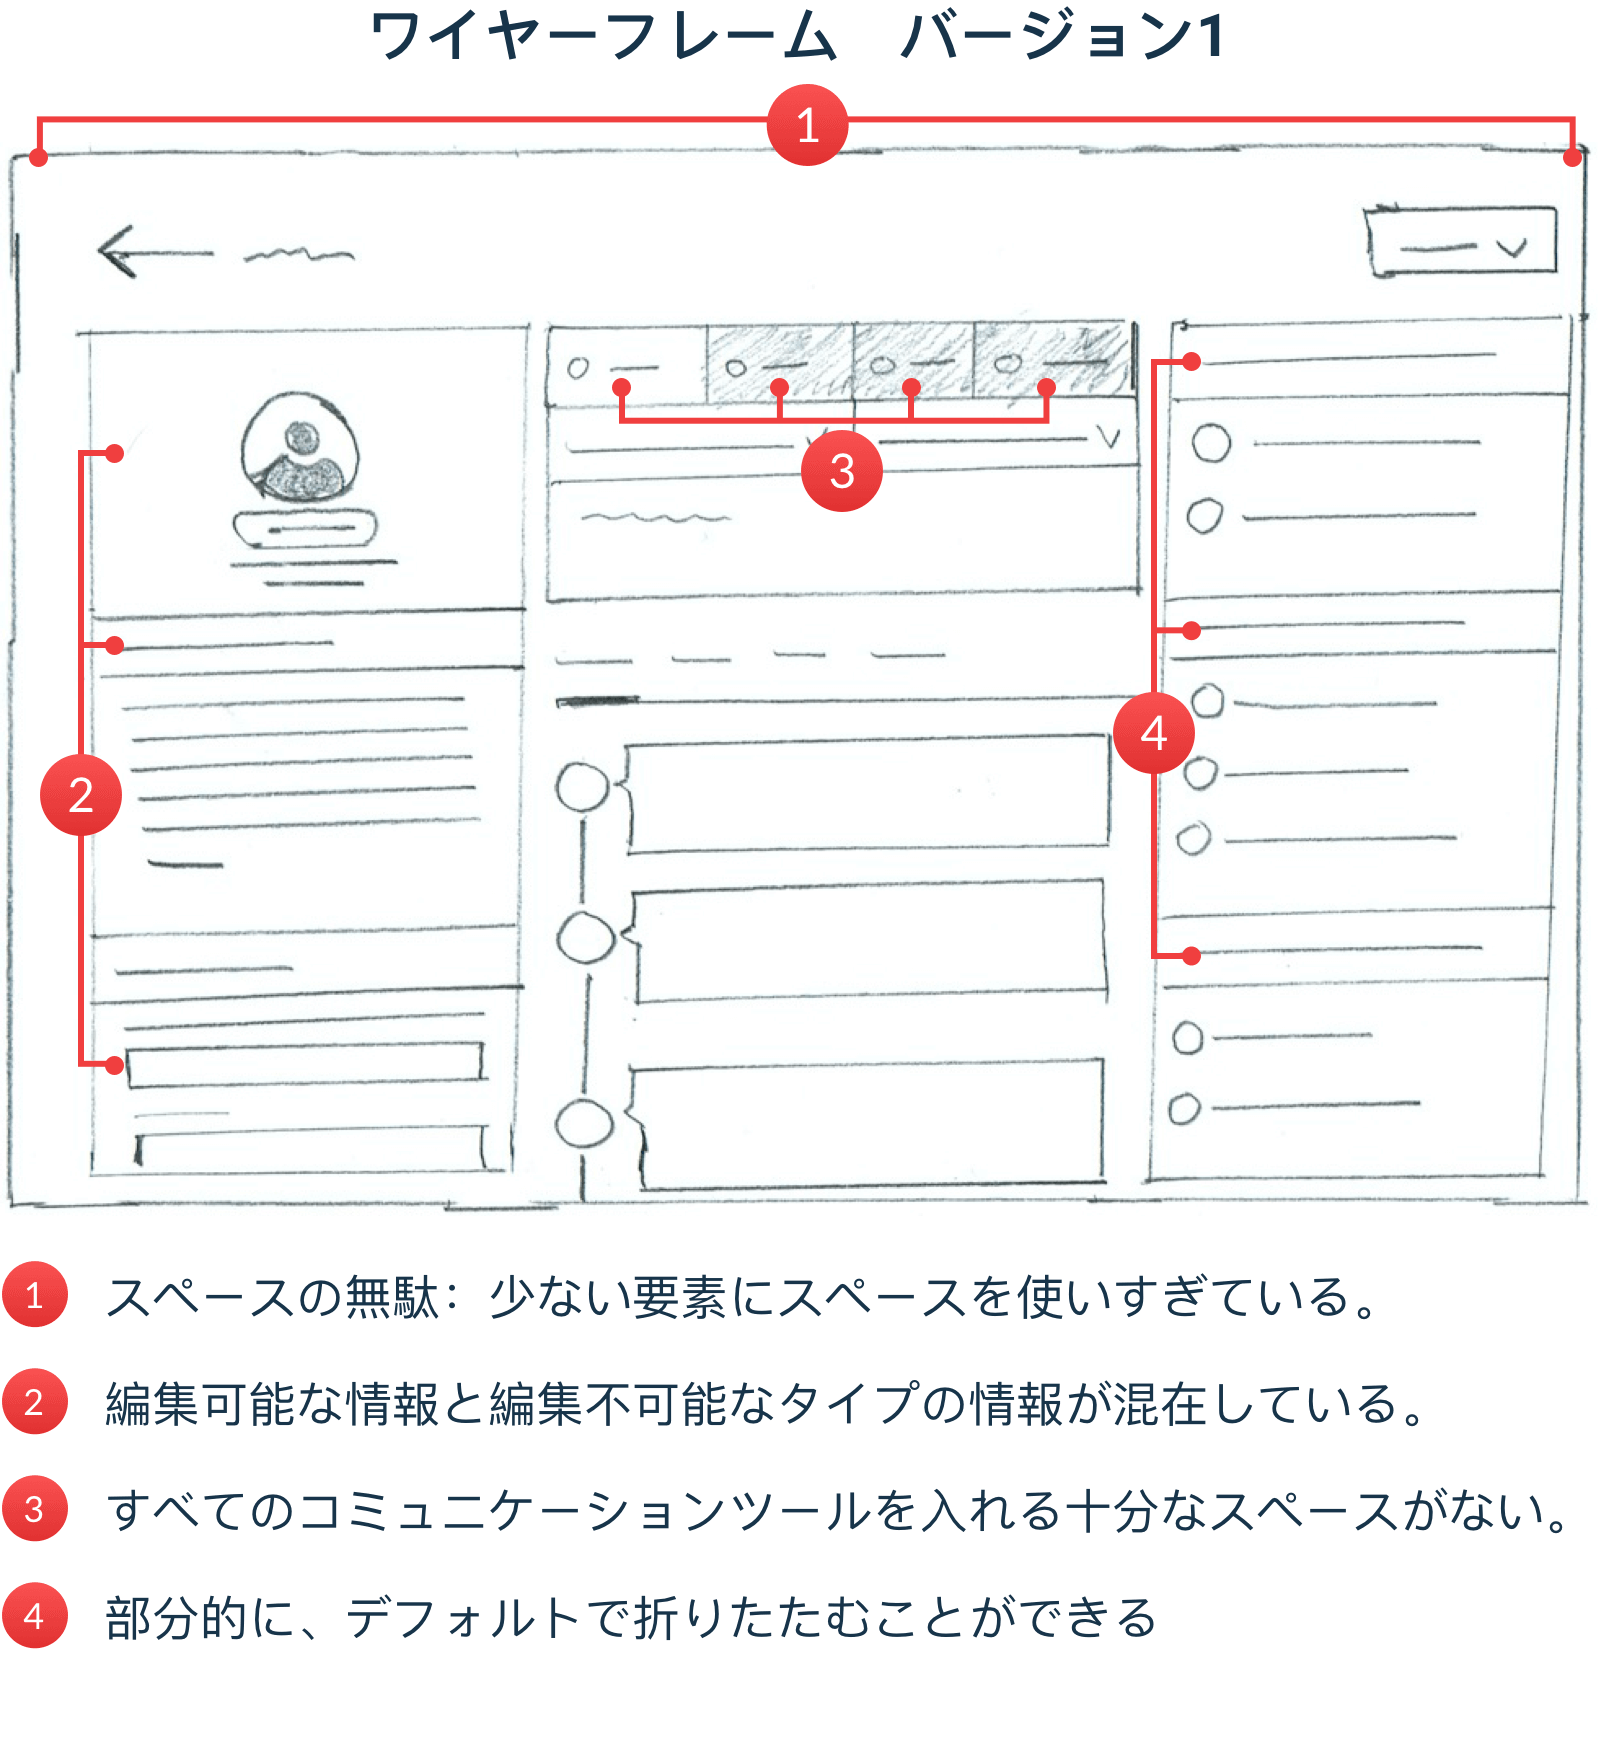 ワイヤーフレーム　バージョン1
1
3
2
4
1 スペースの無駄：少ない要素にスペースを使いすぎている。
2 編集可能な情報と編集不可能なタイプの情報が混在している。
3 すべてのコミュニケーションツールを入れる十分なスペースがない。
4 部分的に、デフォルトで折りたたむことができる